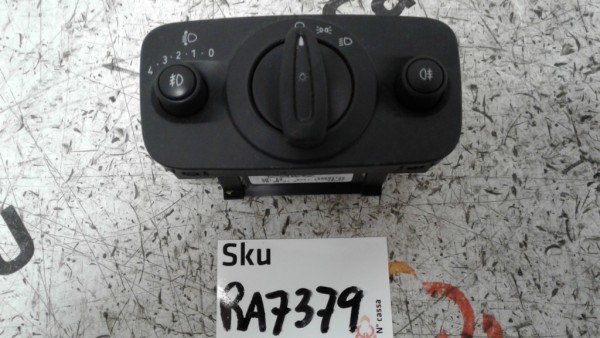 4.3.2.1.0
Sku
RA7379
N° cassa